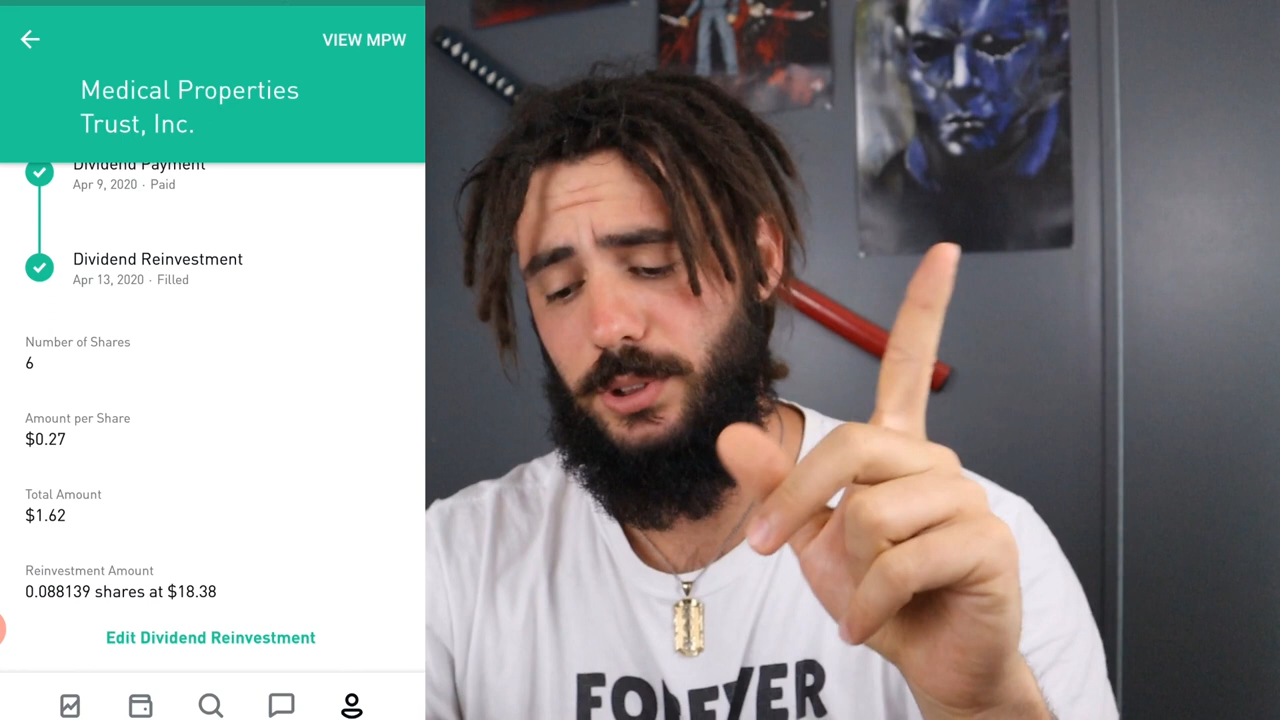 VIEW MPW
Medical Properties
Trust, Inc.
Dividend Payment
Apr 9, 2020 · Paid
Dividend Reinvestment
Apr 13, 2020 · Filled
Number of Shares
6
Amount per Share
$0.27
Total Amount
$1.62
Reinvestment Amount
0.088139 shares at $18.38
Edit Dividend Reinvestment
FOREVER